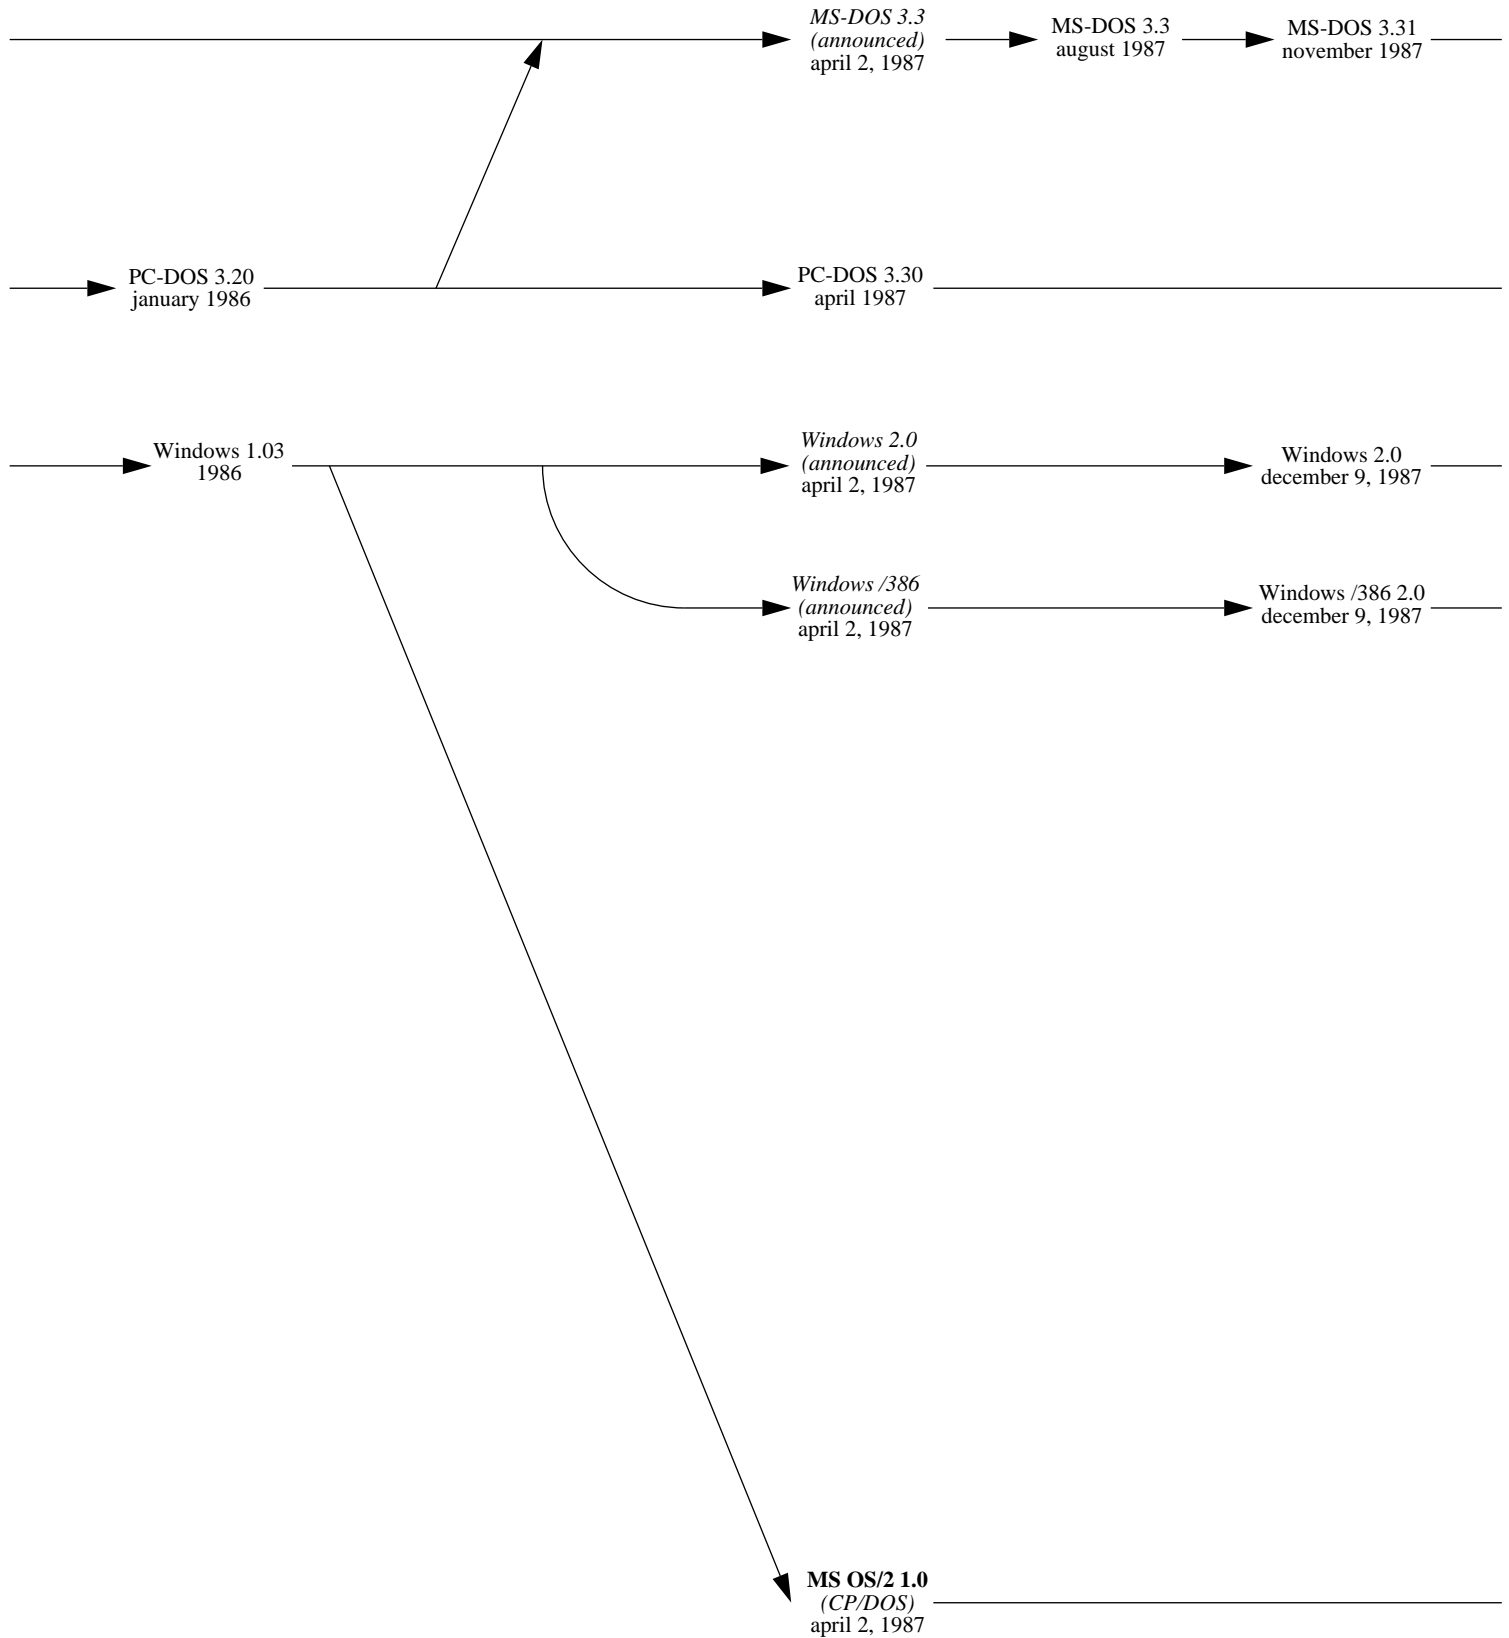 MS-DOS 3.3
(announced)
april 2, 1987
MS-DOS 3.3
august 1987
MS-DOS 3.31
november 1987
PC-DOS 3.20
january 1986
PC-DOS 3.30
april 1987
Windows 1.03
1986
Windows 2.0
(announced)
april 2, 1987
Windows 2.0
december 9, 1987
Windows /386
(announced)
april 2, 1987
Windows /386 2.0
december 9, 1987
MS OS/2 1.0
(CP/DOS)
april 2, 1987